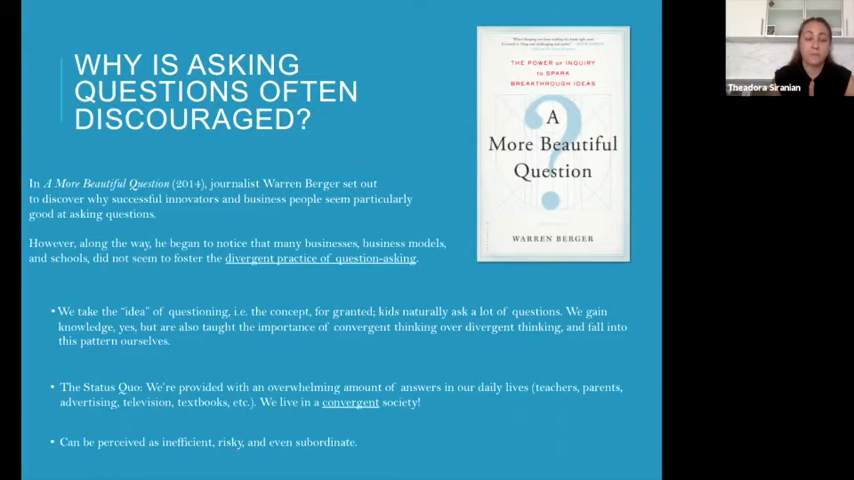 WHY IS ASKING
QUESTIONS OFTEN
DISCOURAGED?
THE POWER OF INQUIRY
TO SPARK
BREAKTHROUGH IDEAS
A
More Beautiful
Question
WARREN BERGER
Theadora Siranian
In A More Beautiful Question (2014), journalist Warren Berger set out
to discover why successful innovators and business people seem particularly
good at asking questions.
However, along the way, he began to notice that many businesses, business models,
and schools, did not seem to foster the divergent practice of question-asking.
• We take the “idea” of questioning, i.e. the concept, for granted; kids naturally ask a lot of questions. We gain
knowledge, yes, but are also taught the importance of convergent thinking over divergent thinking, and fall into
this pattern ourselves.
• The Status Quo: We’re provided with an overwhelming amount of answers in our daily lives (teachers, parents,
advertising, television, textbooks, etc.). We live in a convergent society!
• Can be perceived as inefficient, risky, and even subordinate.